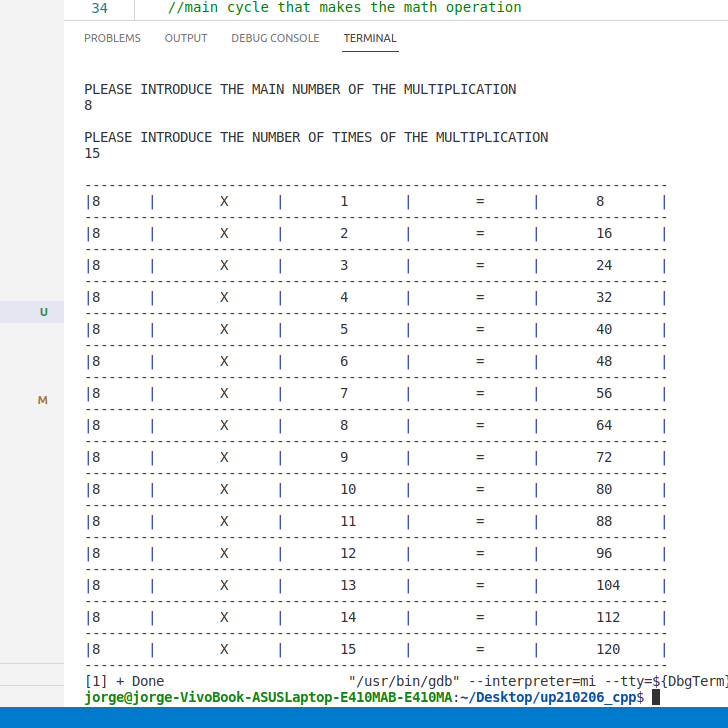 34 //main cycle that makes the math operation
PROBLEMS OUTPUT DEBUG CONSOLE TERMINAL
PLEASE INTRODUCE THE MAIN NUMBER OF THE MULTIPLICATION
8
PLEASE INTRODUCE THE NUMBER OF TIMES OF THE MULTIPLICATION
15
-------------------------------------------------------------------------
|8 | X | 1 | = | 8 |
-------------------------------------------------------------------------
|8 | X | 2 | = | 16 |
-------------------------------------------------------------------------
|8 | X | 3 | = | 24 |
-------------------------------------------------------------------------
|8 | X | 4 | = | 32 |
-------------------------------------------------------------------------
U
|8 | X | 5 | = | 40 |
-------------------------------------------------------------------------
|8 | X | 6 | = | 48 |
-------------------------------------------------------------------------
|8 | X | 7 | = | 56 |
M
-------------------------------------------------------------------------
|8 | X | 8 | = | 64 |
-------------------------------------------------------------------------
|8 | X | 9 | = | 72 |
-------------------------------------------------------------------------
|8 | X | 10 | = | 80 |
-------------------------------------------------------------------------
|8 | X | 11 | = | 88 |
-------------------------------------------------------------------------
|8 | X | 12 | = | 96 |
-------------------------------------------------------------------------
|8 | X | 13 | = | 104 |
-------------------------------------------------------------------------
|8 | X | 14 | = | 112 |
-------------------------------------------------------------------------
|8 | X | 15 | = | 120 |
-------------------------------------------------------------------------
[1] + Done "/usr/bin/gdb" --interpreter=mi --tty=${DbgTerm}
jorge@jorge-VivoBook-ASUSLaptop-E410MAB-E410MA:~/Desktop/up210206_cpp$